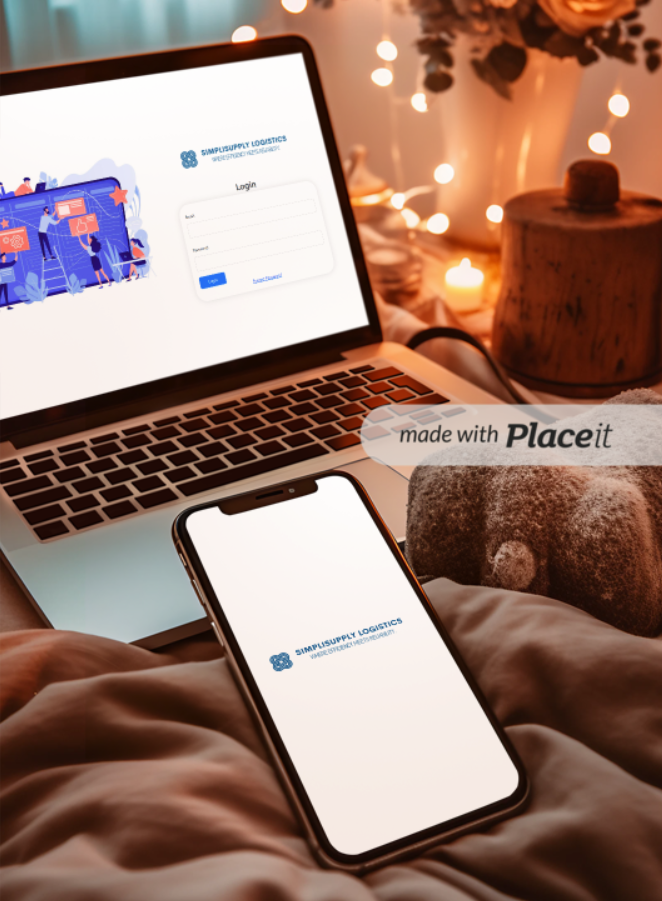 SIMPLISUPPLY LOGISTICS
WHERE EFFICIENCY MEETS RELIABILITY
Login
Email
Password
Login
Forgot Password?
made with Placeit
SIMPLISUPPLY LOGISTICS
WHERE EFFICIENCY MEETS RELIABILITY